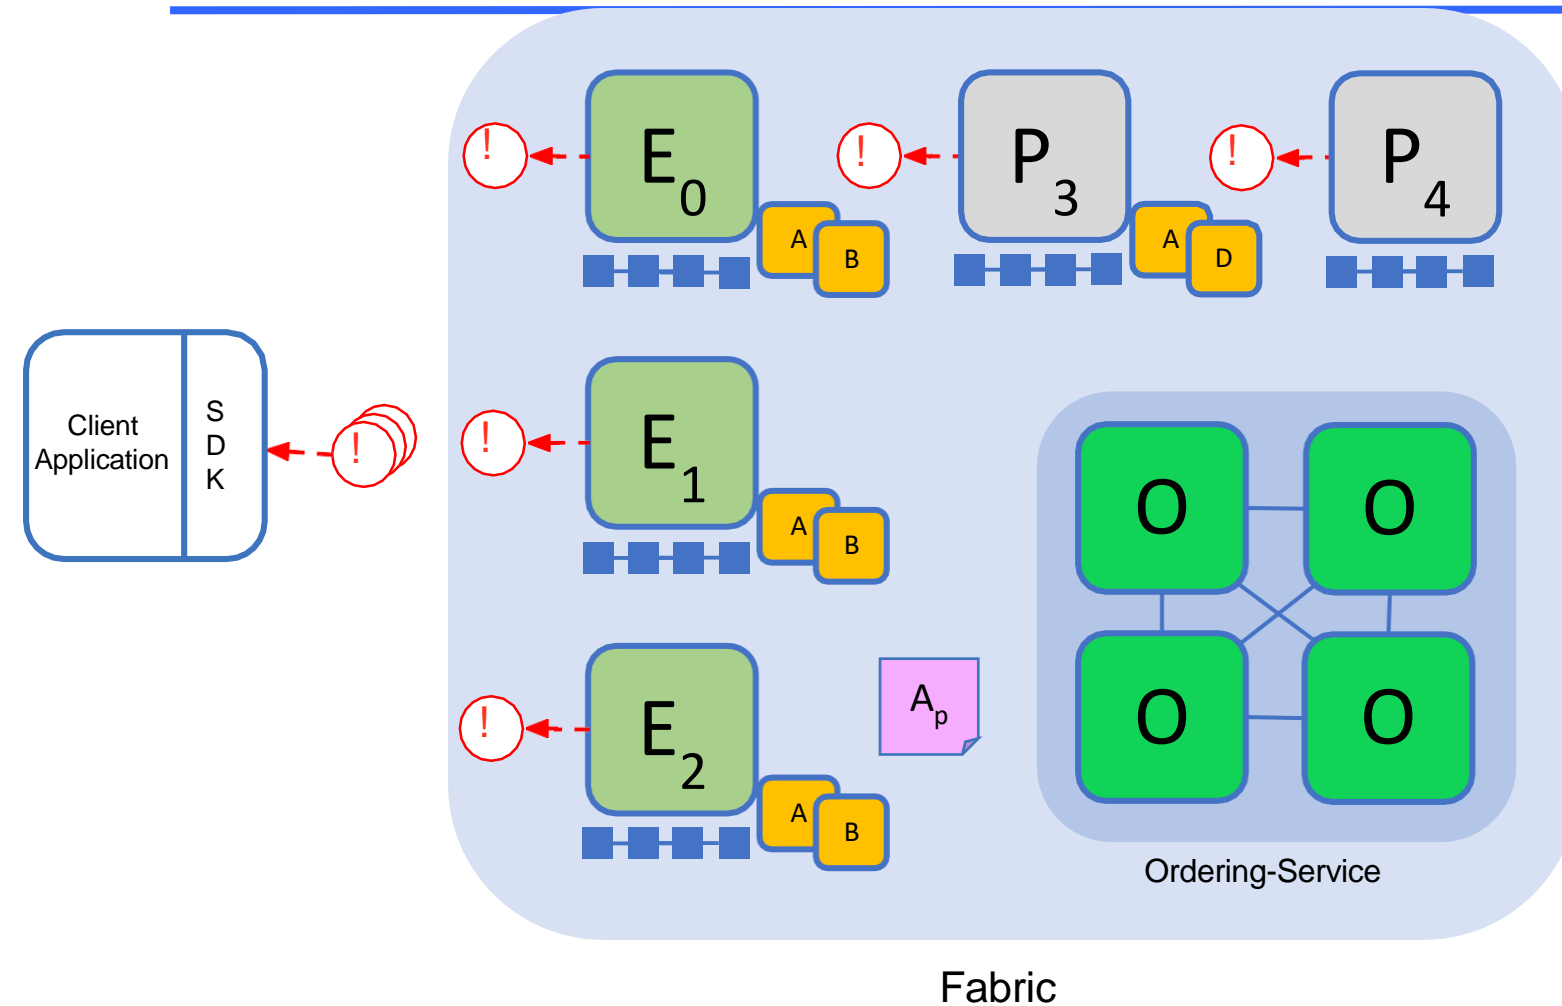 !
E0
A
B
!
P3
A
D
!
P4
Client
Application
S
D
K
!
!
E1
A
B
O
O
O
O
!
E2
A
B
Ap
Ordering-Service
Fabric